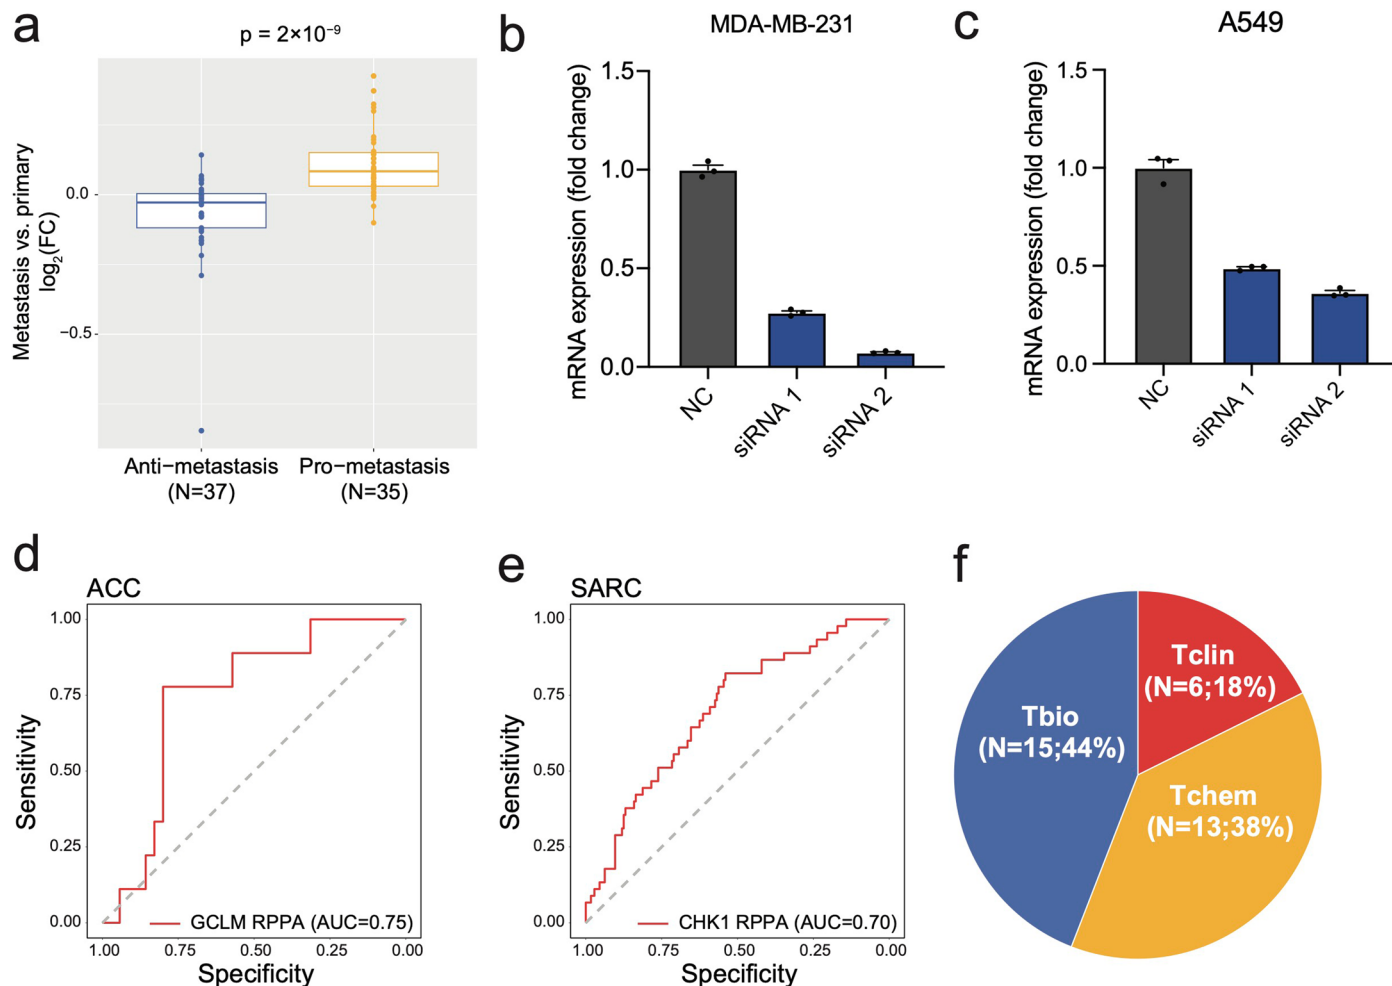 a
p = 2×10⁻⁹
Metastasis vs. primary
log₂(FC)
0.0
−0.5
Anti−metastasis
(N=37)
Pro−metastasis
(N=35)
b
MDA-MB-231
mRNA expression (fold change)
1.5
1.0
0.5
0.0
NC
siRNA 1
siRNA 2
c
A549
mRNA expression (fold change)
1.5
1.0
0.5
0.0
NC
siRNA 1
siRNA 2
d
ACC
Sensitivity
1.00
0.75
0.50
0.25
0.00
GCLM RPPA (AUC=0.75)
1.00 0.75 0.50 0.25 0.00
Specificity
e
SARC
Sensitivity
1.00
0.75
0.50
0.25
0.00
CHK1 RPPA (AUC=0.70)
1.00 0.75 0.50 0.25 0.00
Specificity
f
Tclin
(N=6;18%)
Tbio
(N=15;44%)
Tchem
(N=13;38%)